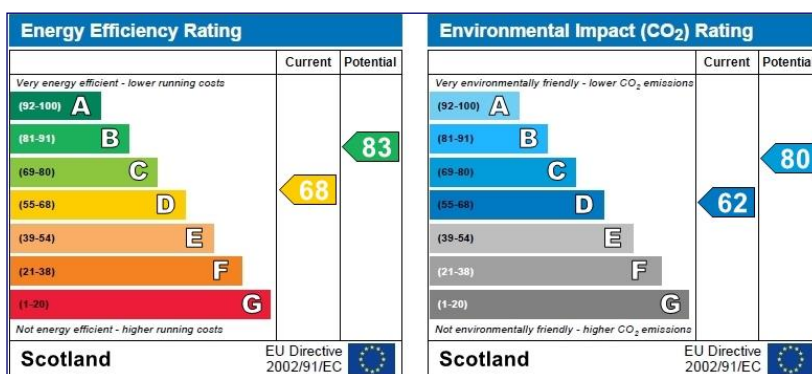 Energy Efficiency Rating
Current Potential
Very energy efficient - lower running costs
(92-100) A
(81-91) B
83
(69-80) C
68
(55-68) D
(39-54) E
(21-38) F
(1-20) G
Not energy efficient - higher running costs
Scotland
EU Directive
2002/91/EC
Environmental Impact (CO₂) Rating
Current Potential
Very environmentally friendly - lower CO₂ emissions
(92-100) A
(81-91) B
80
(69-80) C
(55-68) D
62
(39-54) E
(21-38) F
(1-20) G
Not environmentally friendly - higher CO₂ emissions
Scotland
EU Directive
2002/91/EC